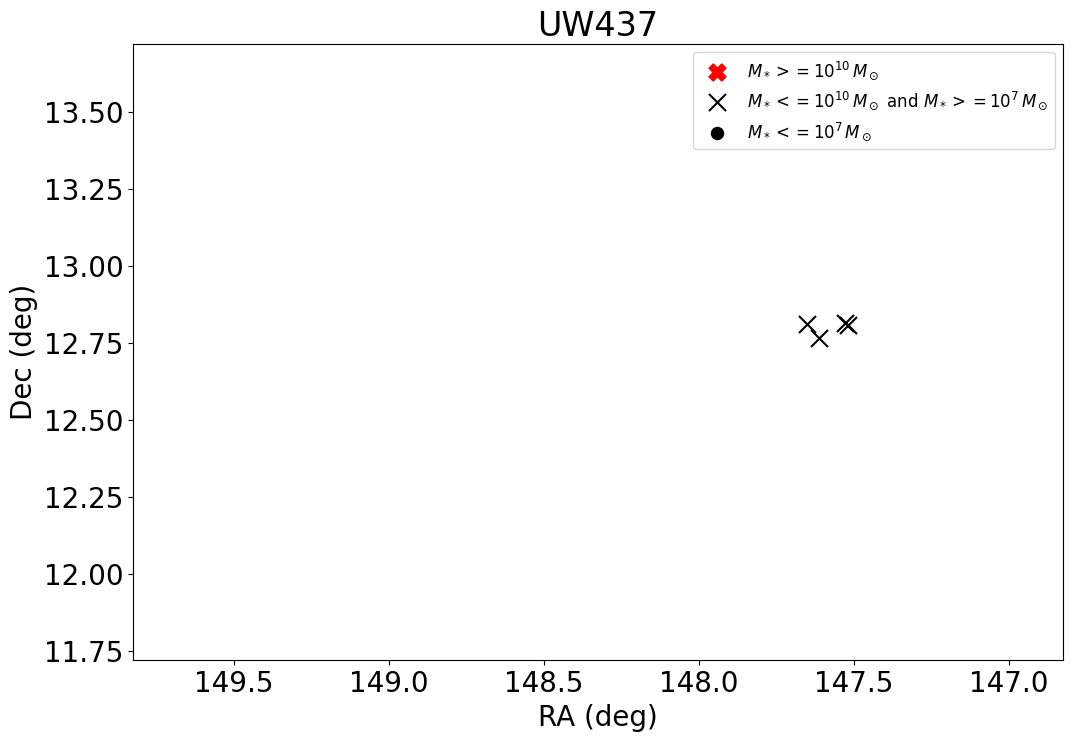 UW437
M* >= 10^10 M⊙
M* <= 10^10 M⊙ and M* >= 10^7 M⊙
M* <= 10^7 M⊙
13.50
13.25
13.00
12.75
12.50
12.25
12.00
11.75
Dec (deg)
149.5 149.0 148.5 148.0 147.5 147.0
RA (deg)